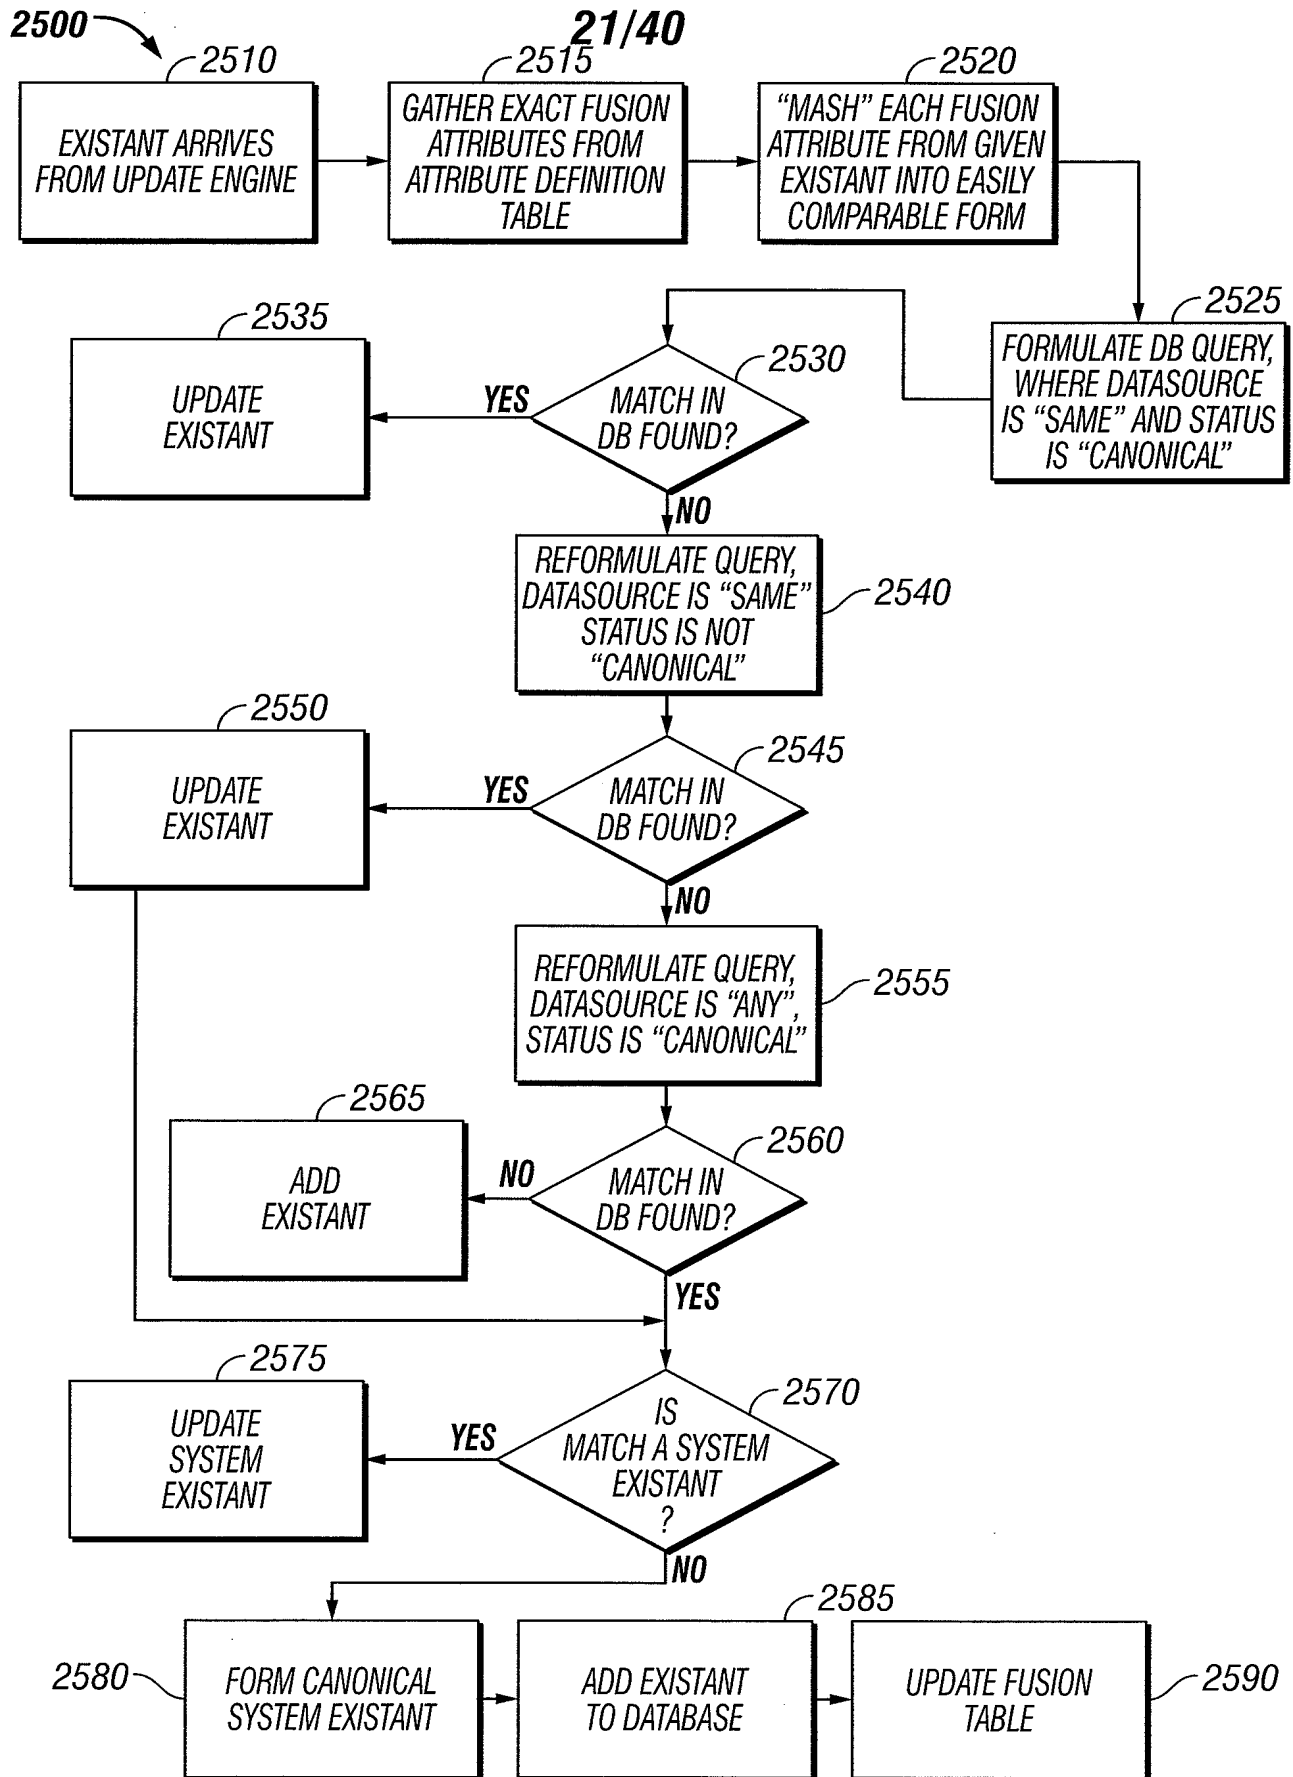 2500
21/40
2510
EXISTANT ARRIVES
FROM UPDATE ENGINE
2515
GATHER EXACT FUSION
ATTRIBUTES FROM
ATTRIBUTE DEFINITION
TABLE
2520
“MASH” EACH FUSION
ATTRIBUTE FROM GIVEN
EXISTANT INTO EASILY
COMPARABLE FORM
2525
FORMULATE DB QUERY,
WHERE DATASOURCE
IS “SAME” AND STATUS
IS “CANONICAL”
2530
MATCH IN
DB FOUND?
YES
2535
UPDATE
EXISTANT
NO
REFORMULATE QUERY,
DATASOURCE IS “SAME”
STATUS IS NOT
“CANONICAL”
2540
2545
MATCH IN
DB FOUND?
YES
2550
UPDATE
EXISTANT
NO
REFORMULATE QUERY,
DATASOURCE IS “ANY”,
STATUS IS “CANONICAL”
2555
2560
MATCH IN
DB FOUND?
NO
2565
ADD
EXISTANT
YES
2570
IS
MATCH A SYSTEM
EXISTANT
?
YES
2575
UPDATE
SYSTEM
EXISTANT
NO
2580
FORM CANONICAL
SYSTEM EXISTANT
2585
ADD EXISTANT
TO DATABASE
UPDATE FUSION
TABLE
2590